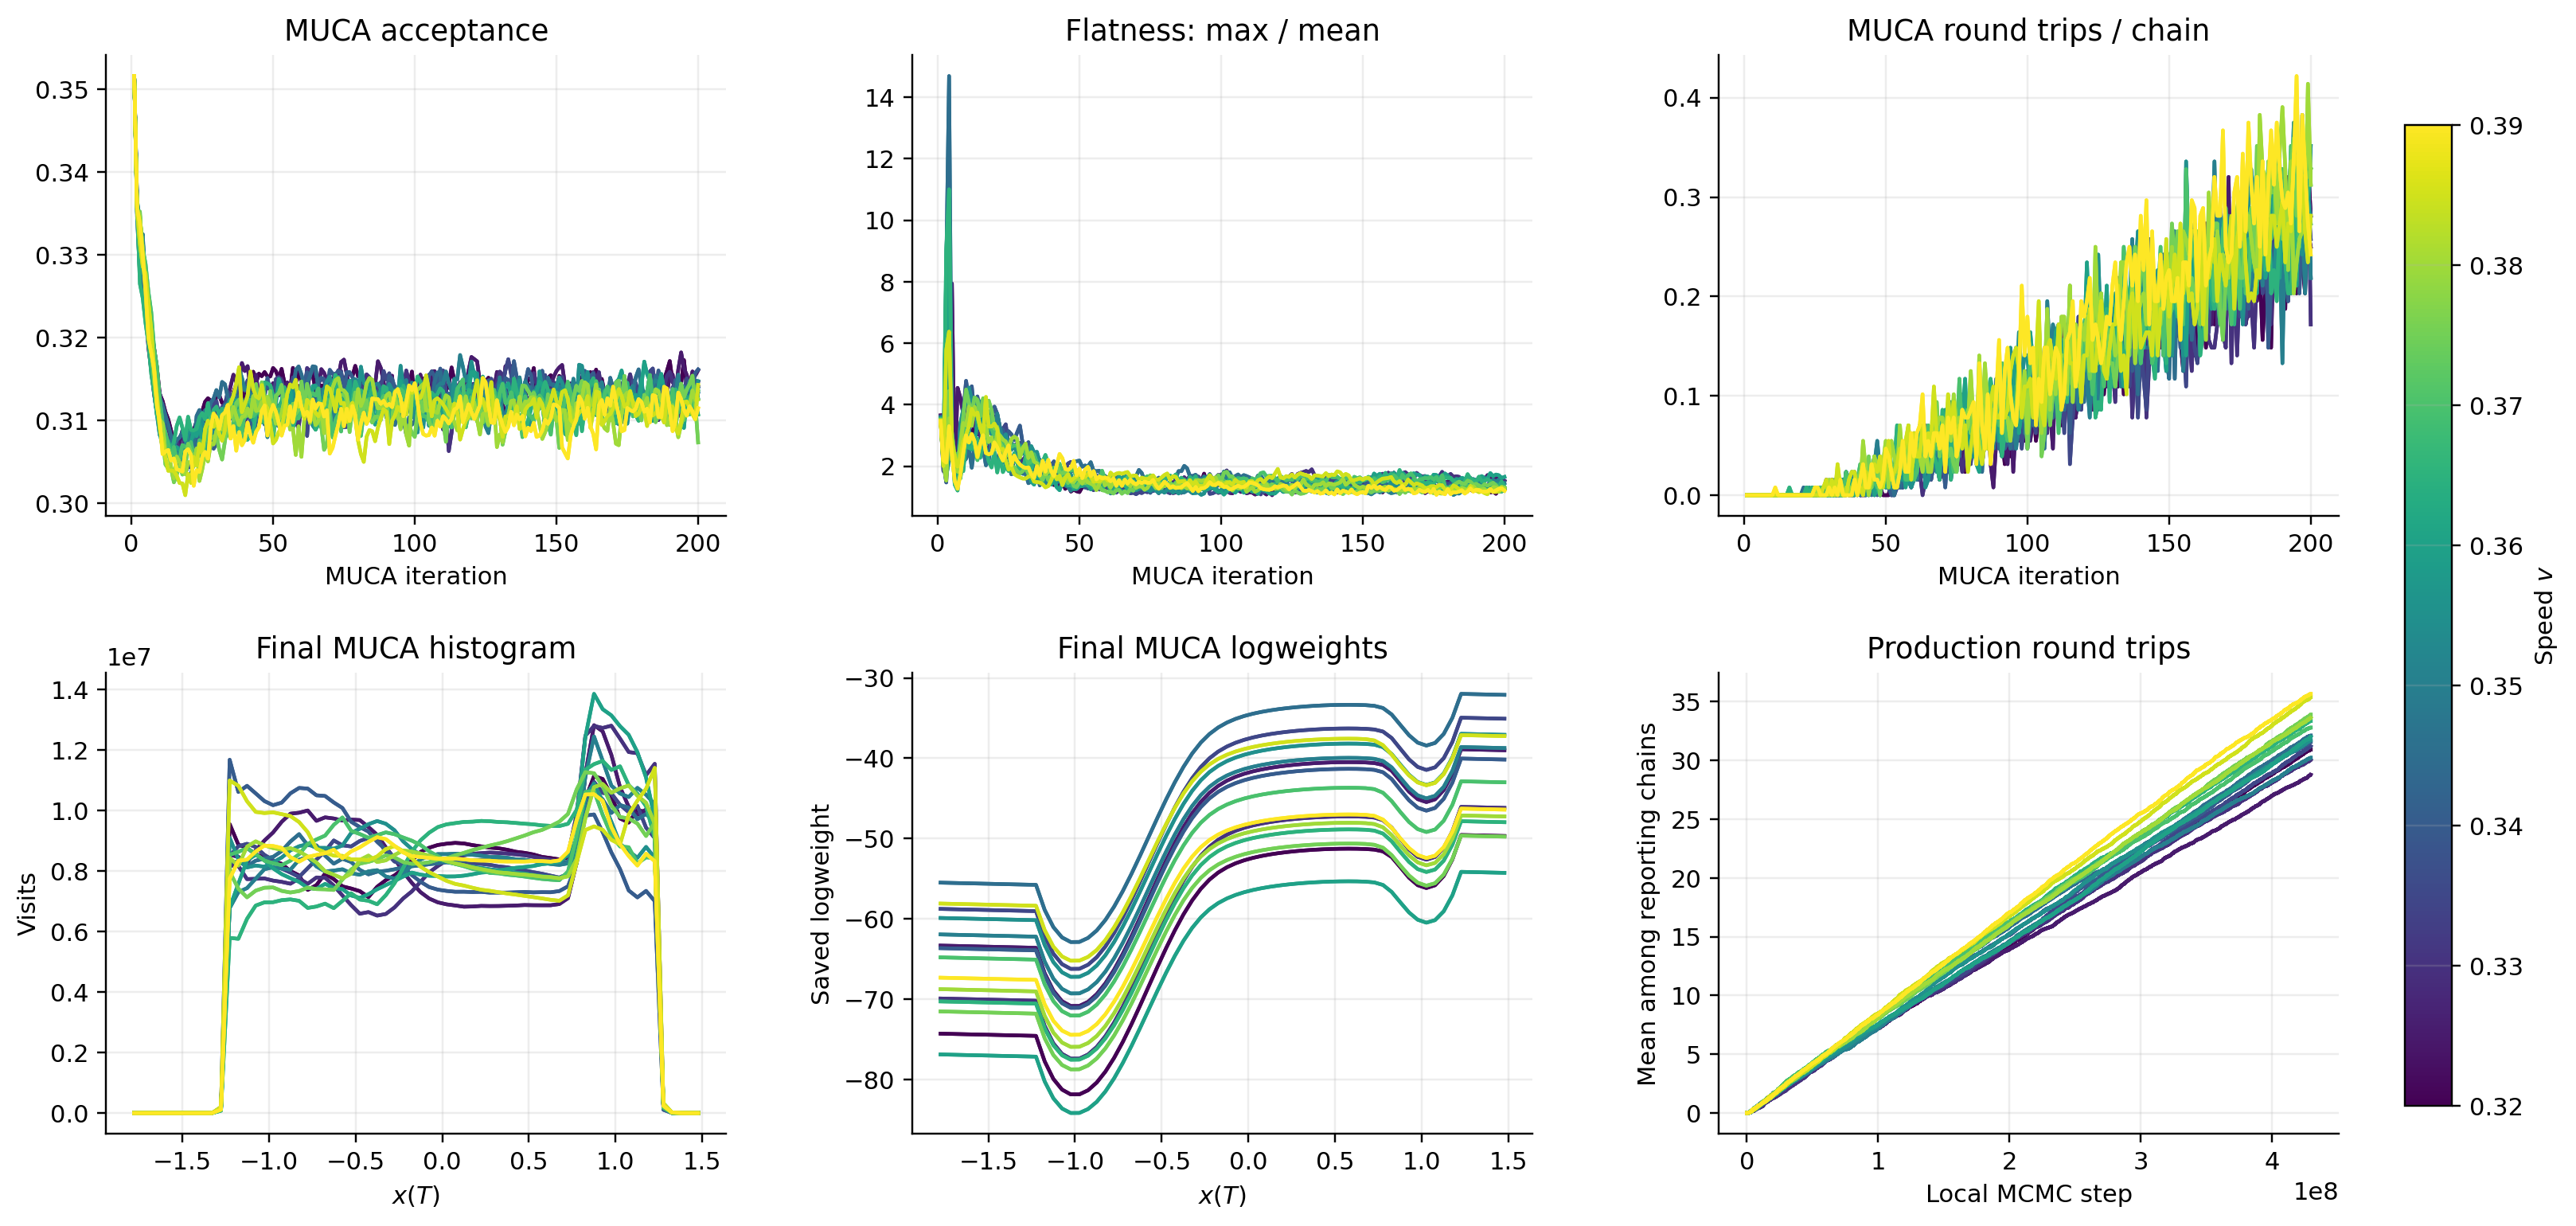 MUCA acceptance
0.35
0.34
0.33
0.32
0.31
0.30
0 50 100 150 200
MUCA iteration
Flatness: max / mean
14
12
10
8
6
4
2
0 50 100 150 200
MUCA iteration
MUCA round trips / chain
0.4
0.3
0.2
0.1
0.0
0 50 100 150 200
MUCA iteration
Final MUCA histogram
1e7
Visits
1.4
1.2
1.0
0.8
0.6
0.4
0.2
0.0
−1.5 −1.0 −0.5 0.0 0.5 1.0 1.5
x(T)
Final MUCA logweights
Saved logweight
−30
−40
−50
−60
−70
−80
−1.5 −1.0 −0.5 0.0 0.5 1.0 1.5
x(T)
Production round trips
Mean among reporting chains
35
30
25
20
15
10
5
0
0 1 2 3 4
1e8
Local MCMC step
0.39
0.38
0.37
0.36
0.35
0.34
0.33
0.32
Speed v